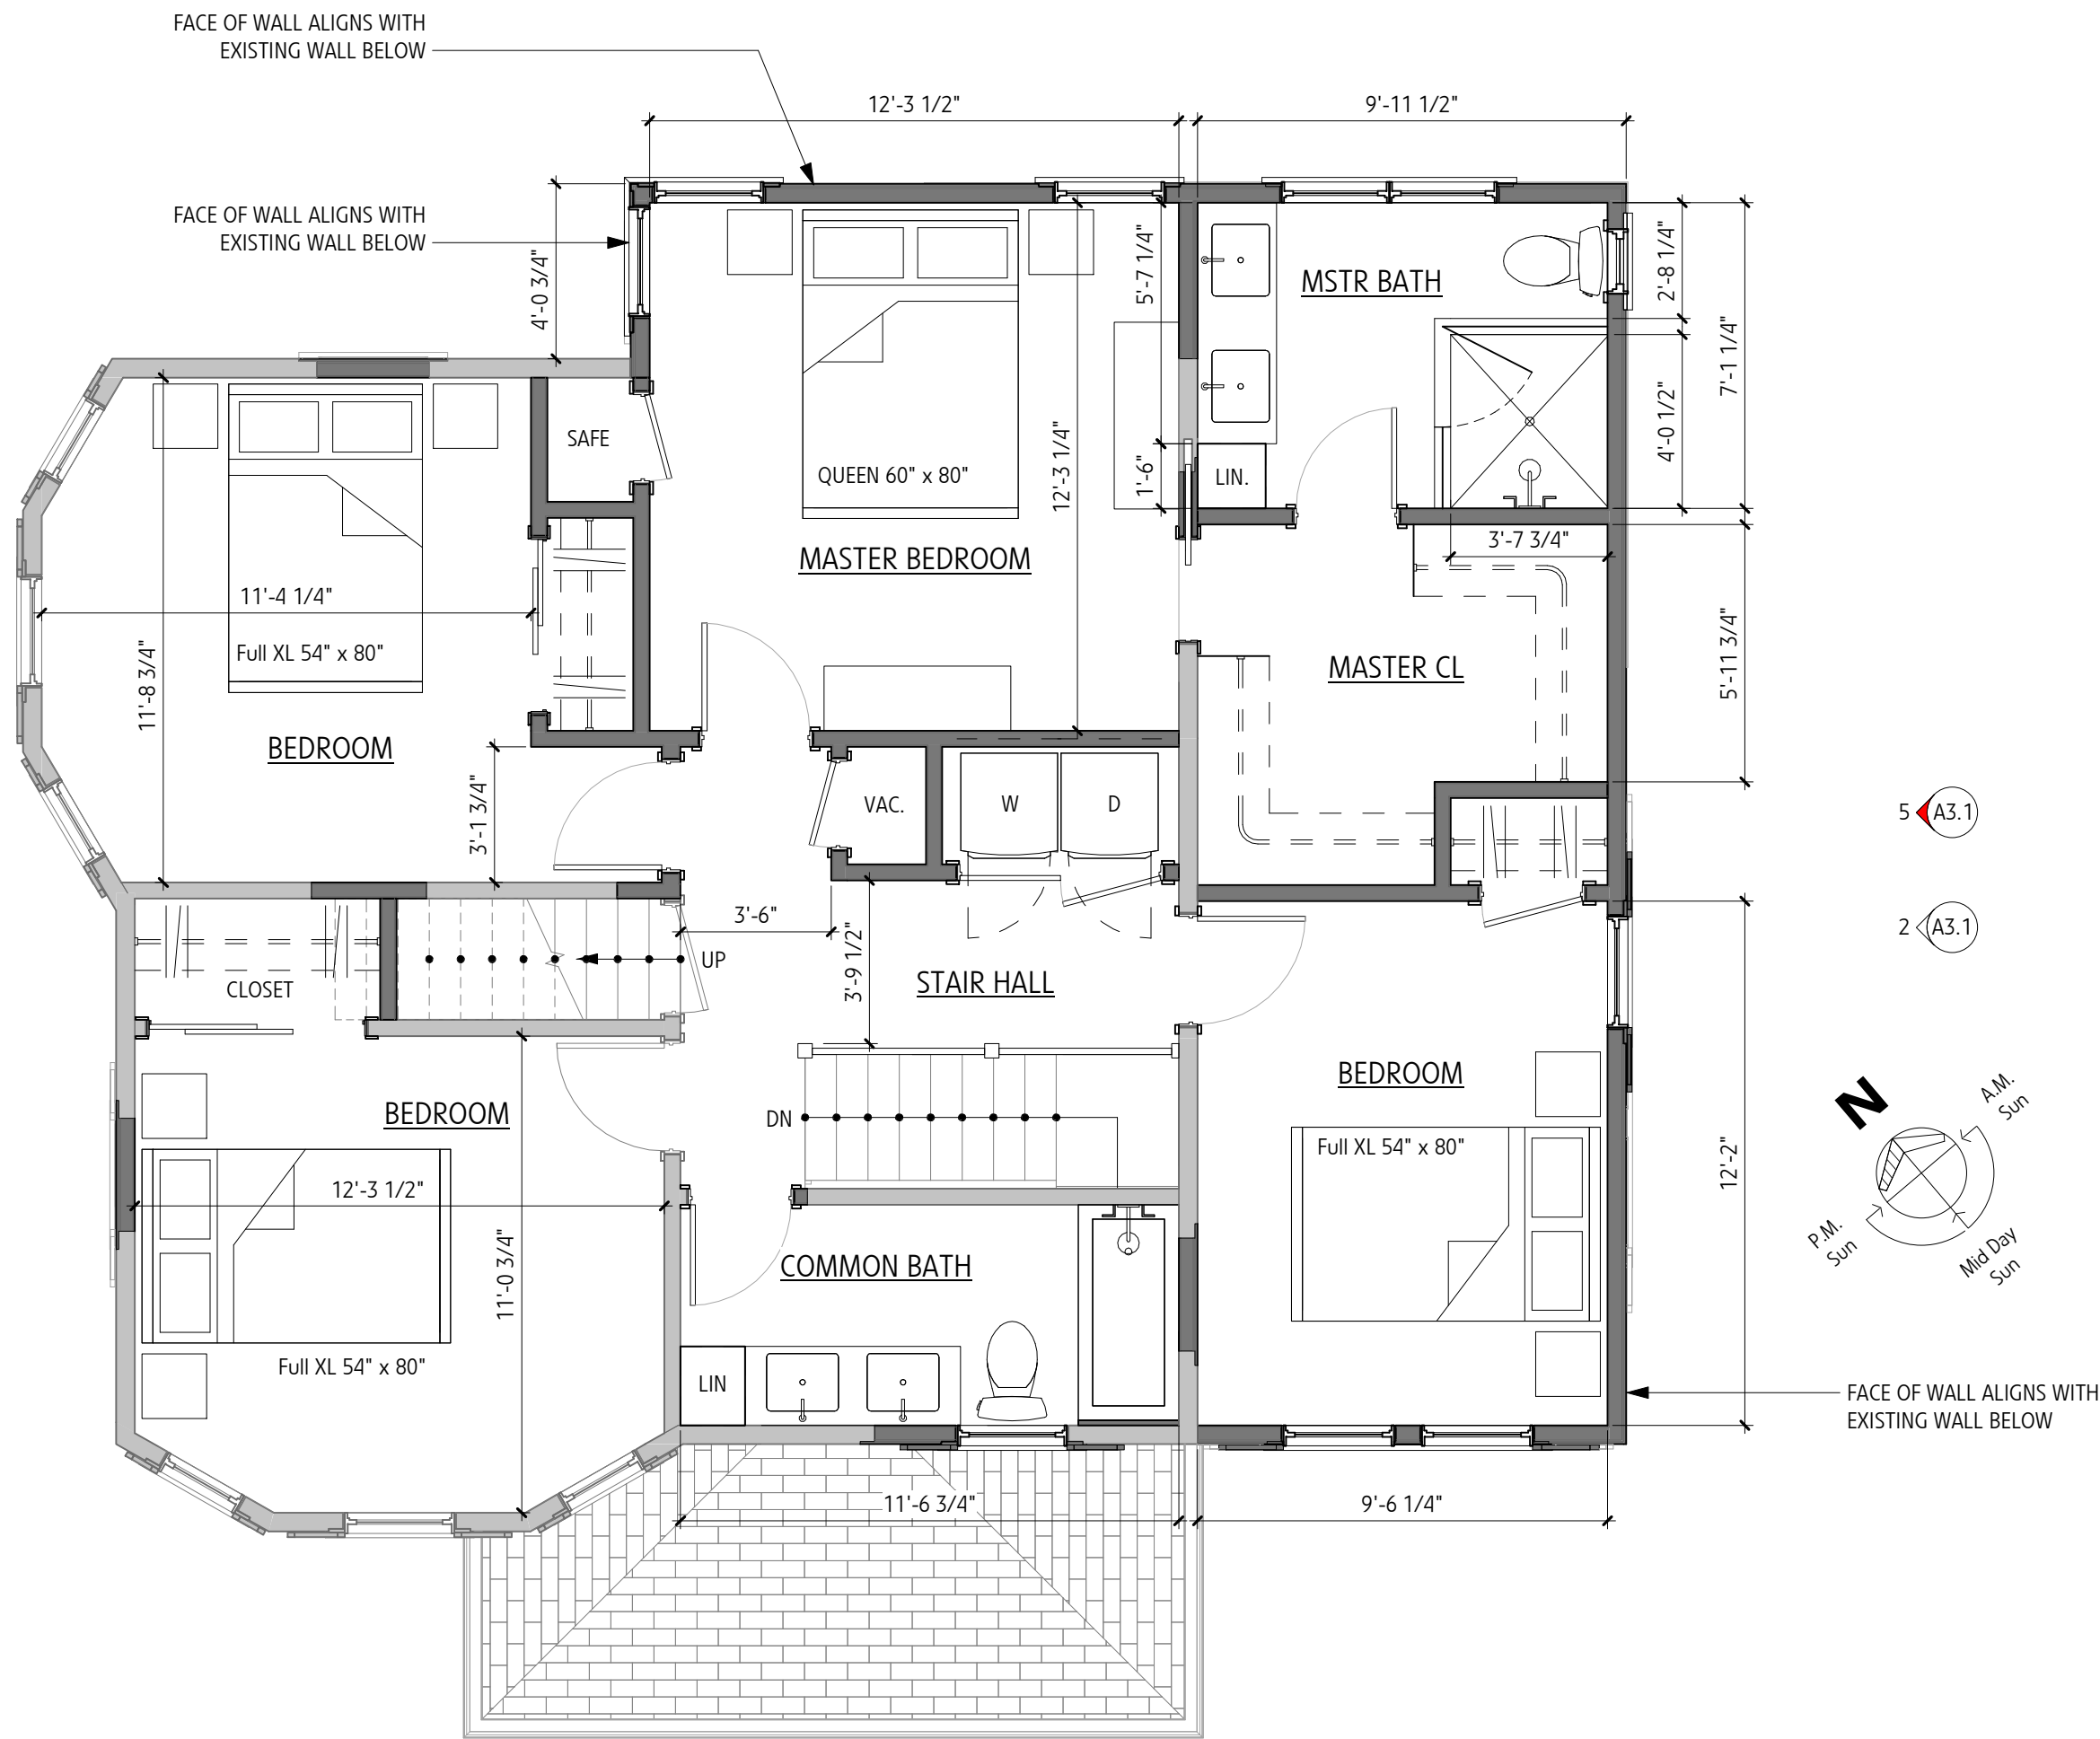 FACE OF WALL ALIGNS WITH
EXISTING WALL BELOW
12'-3 1/2"
9'-11 1/2"
FACE OF WALL ALIGNS WITH
EXISTING WALL BELOW
4'-0 3/4"
5'-7 1/4"
MSTR BATH
2'-8 1/4"
7'-1 1/4"
4'-0 1/2"
SAFE
QUEEN 60" x 80"
12'-3 1/4"
1'-6"
LIN.
3'-7 3/4"
MASTER BEDROOM
11'-4 1/4"
Full XL 54" x 80"
11'-8 3/4"
MASTER CL
5'-11 3/4"
BEDROOM
3'-1 3/4"
VAC.
W
D
5
A3.1
3'-6"
2
A3.1
UP
3'-9 1/2"
STAIR HALL
CLOSET
BEDROOM
BEDROOM
DN
Full XL 54" x 80"
12'-2"
N
A.M.
Sun
P.M.
Sun
Mid Day
Sun
12'-3 1/2"
11'-0 3/4"
COMMON BATH
Full XL 54" x 80"
LIN
FACE OF WALL ALIGNS WITH
EXISTING WALL BELOW
11'-6 3/4"
9'-6 1/4"